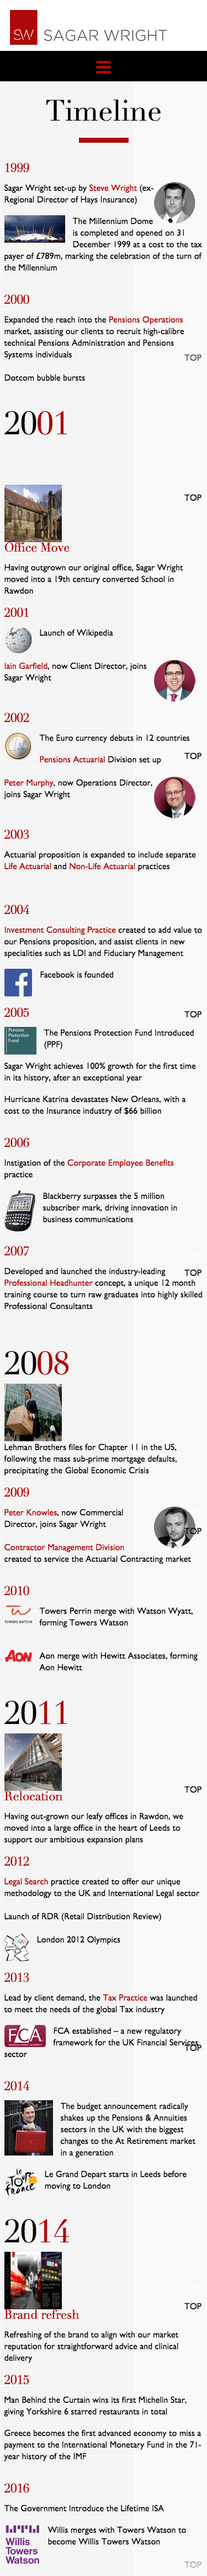 SW SAGAR WRIGHT
Timeline
1999
Sagar Wright set-up by Steve Wright (ex-
Regional Director of Hays Insurance)
The Millennium Dome
is completed and opened on 31
December 1999 at a cost to the tax
payer of £789m, marking the celebration of the turn of
the Millennium
2000
Expanded the reach into the Pensions Operations
market, assisting our clients to recruit high-calibre
technical Pensions Administration and Pensions
Systems individuals
TOP
Dotcom bubble bursts
2001
TOP
Office Move
Having outgrown our original office, Sagar Wright
moved into a 19th century converted School in
Rawdon
2001
Launch of Wikipedia
Iain Garfield, now Client Director, joins
Sagar Wright
2002
The Euro currency debuts in 12 countries
TOP
Pensions Actuarial Division set up
Peter Murphy, now Operations Director,
joins Sagar Wright
2003
Actuarial proposition is expanded to include separate
Life Actuarial and Non-Life Actuarial practices
2004
Investment Consulting Practice created to add value to
our Pensions proposition, and assist clients in new
specialities such as LDI and Fiduciary Management
Facebook is founded
TOP
2005
Pension
Protection
Fund
The Pensions Protection Fund Introduced
(PPF)
Sagar Wright achieves 100% growth for the first time
in its history, after an exceptional year
Hurricane Katrina devastates New Orleans, with a
cost to the Insurance industry of $66 billion
2006
Instigation of the Corporate Employee Benefits
practice
Blackberry surpasses the 5 million
subscriber mark, driving innovation in
business communications
2007
Developed and launched the industry-leading
TOP
Professional Headhunter concept, a unique 12 month
training course to turn raw graduates into highly skilled
Professional Consultants
2008
Lehman Brothers files for Chapter 11 in the US,
following the mass sub-prime mortgage defaults,
precipitating the Global Economic Crisis
2009
Peter Knowles, now Commercial
Director, joins Sagar Wright
TOP
Contractor Management Division
created to service the Actuarial Contracting market
2010
TOWERS WATSON
Towers Perrin merge with Watson Wyatt,
forming Towers Watson
AON
Aon merge with Hewitt Associates, forming
Aon Hewitt
2011
TOP
Relocation
Having out-grown our leafy offices in Rawdon, we
moved into a large office in the heart of Leeds to
support our ambitious expansion plans
2012
Legal Search practice created to offer our unique
methodology to the UK and International Legal sector
Launch of RDR (Retail Distribution Review)
London 2012 Olympics
2013
Lead by client demand, the Tax Practice was launched
to meet the needs of the global Tax industry
FCA
FCA established – a new regulatory
framework for the UK Financial Services
sector
TOP
2014
The budget announcement radically
shakes up the Pensions & Annuities
sectors in UK with the biggest
changes to the At Retirement market
in a generation
le TOUR de france
Le Grand Depart starts in Leeds before
moving to London
2014
TOP
Brand refresh
Refreshing of the brand to align with our market
reputation for straightforward advice and clinical
delivery
2015
Man Behind the Curtain wins its first Michelin Star,
giving Yorkshire 6 starred restaurants in total
Greece becomes the first advanced economy to miss a
payment to the International Monetary Fund in the 71-
year history of the IMF
2016
The Government Introduce the Lifetime ISA
Willis
Towers
Watson
Willis merges with Towers Watson to
become Willis Towers Watson
TOP